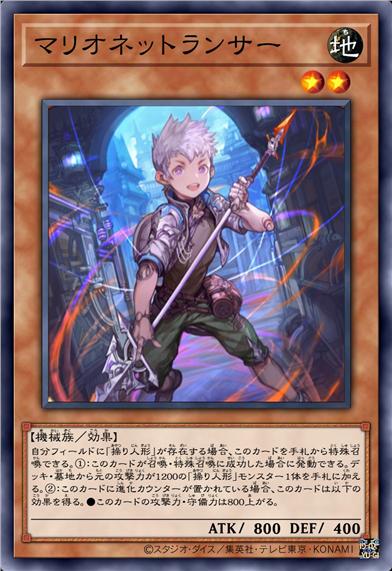 マリオネットランサー
地
【機械族／効果】
自分フィールドに「操り人形」が存在する場合、このカードを手札から特殊召
喚できる。①：このカードが召喚・特殊召喚に成功した場合に発動できる。デ
ッキ・墓地から元の攻撃力が1200の「操り人形」モンスター1体を手札に加え
る。②：このカードに進化カウンターが置かれている場合、このカードは以下の
効果を得る。●このカードの攻撃力・守備力は800上がる。
ATK/ 800 DEF/ 400
©スタジオ・ダイス／集英社・テレビ東京・KONAMI